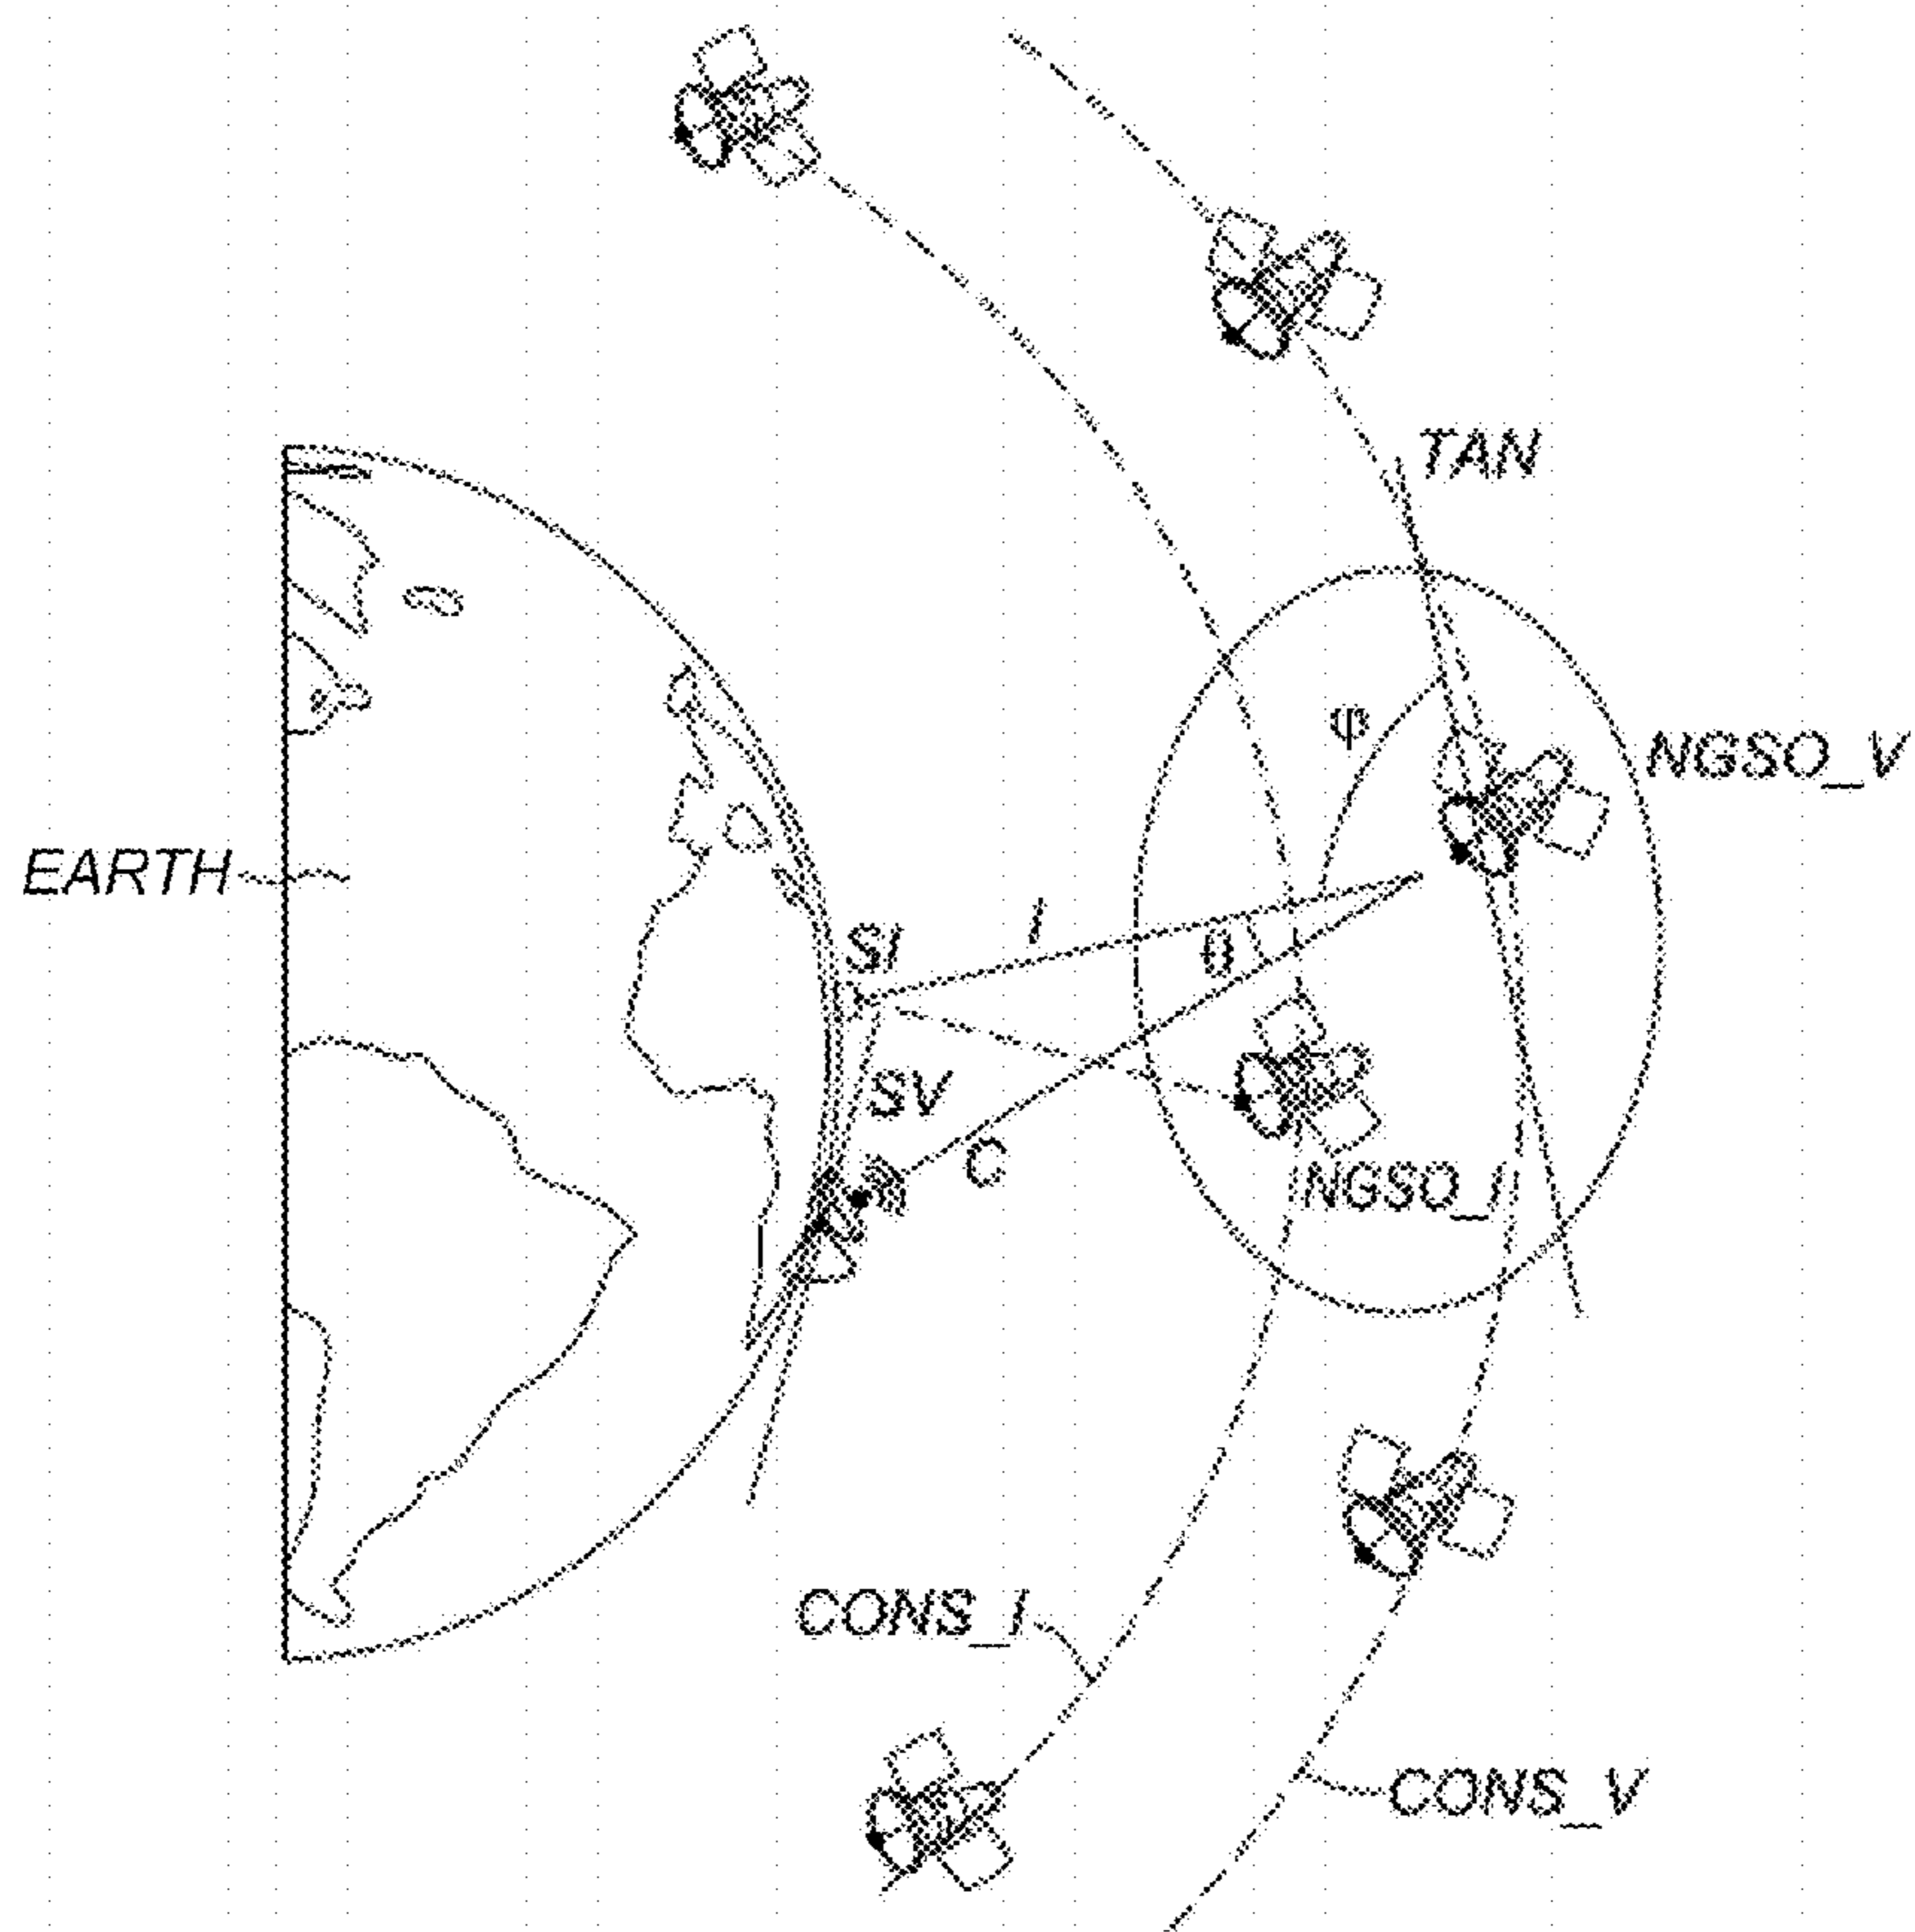 TAN
φ
NGSO_V
EARTH
SI
I
θ
SV
C
NGSO_I
CONS_I
CONS_V